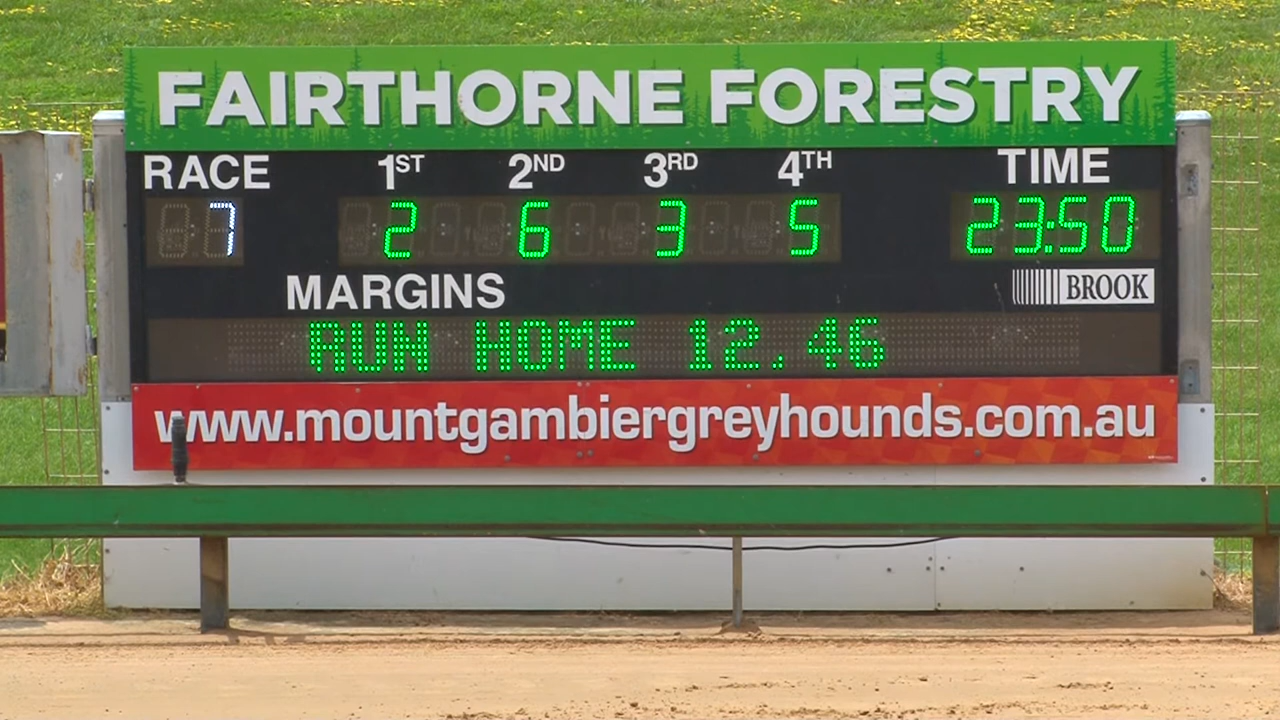 FAIRTHORNE FORESTRY
RACE 1ST 2ND 3RD 4TH TIME
7 2 6 3 5 23:50
MARGINS BROOK
RUN HOME 12.46
www.mountgambiergreyhounds.com.au